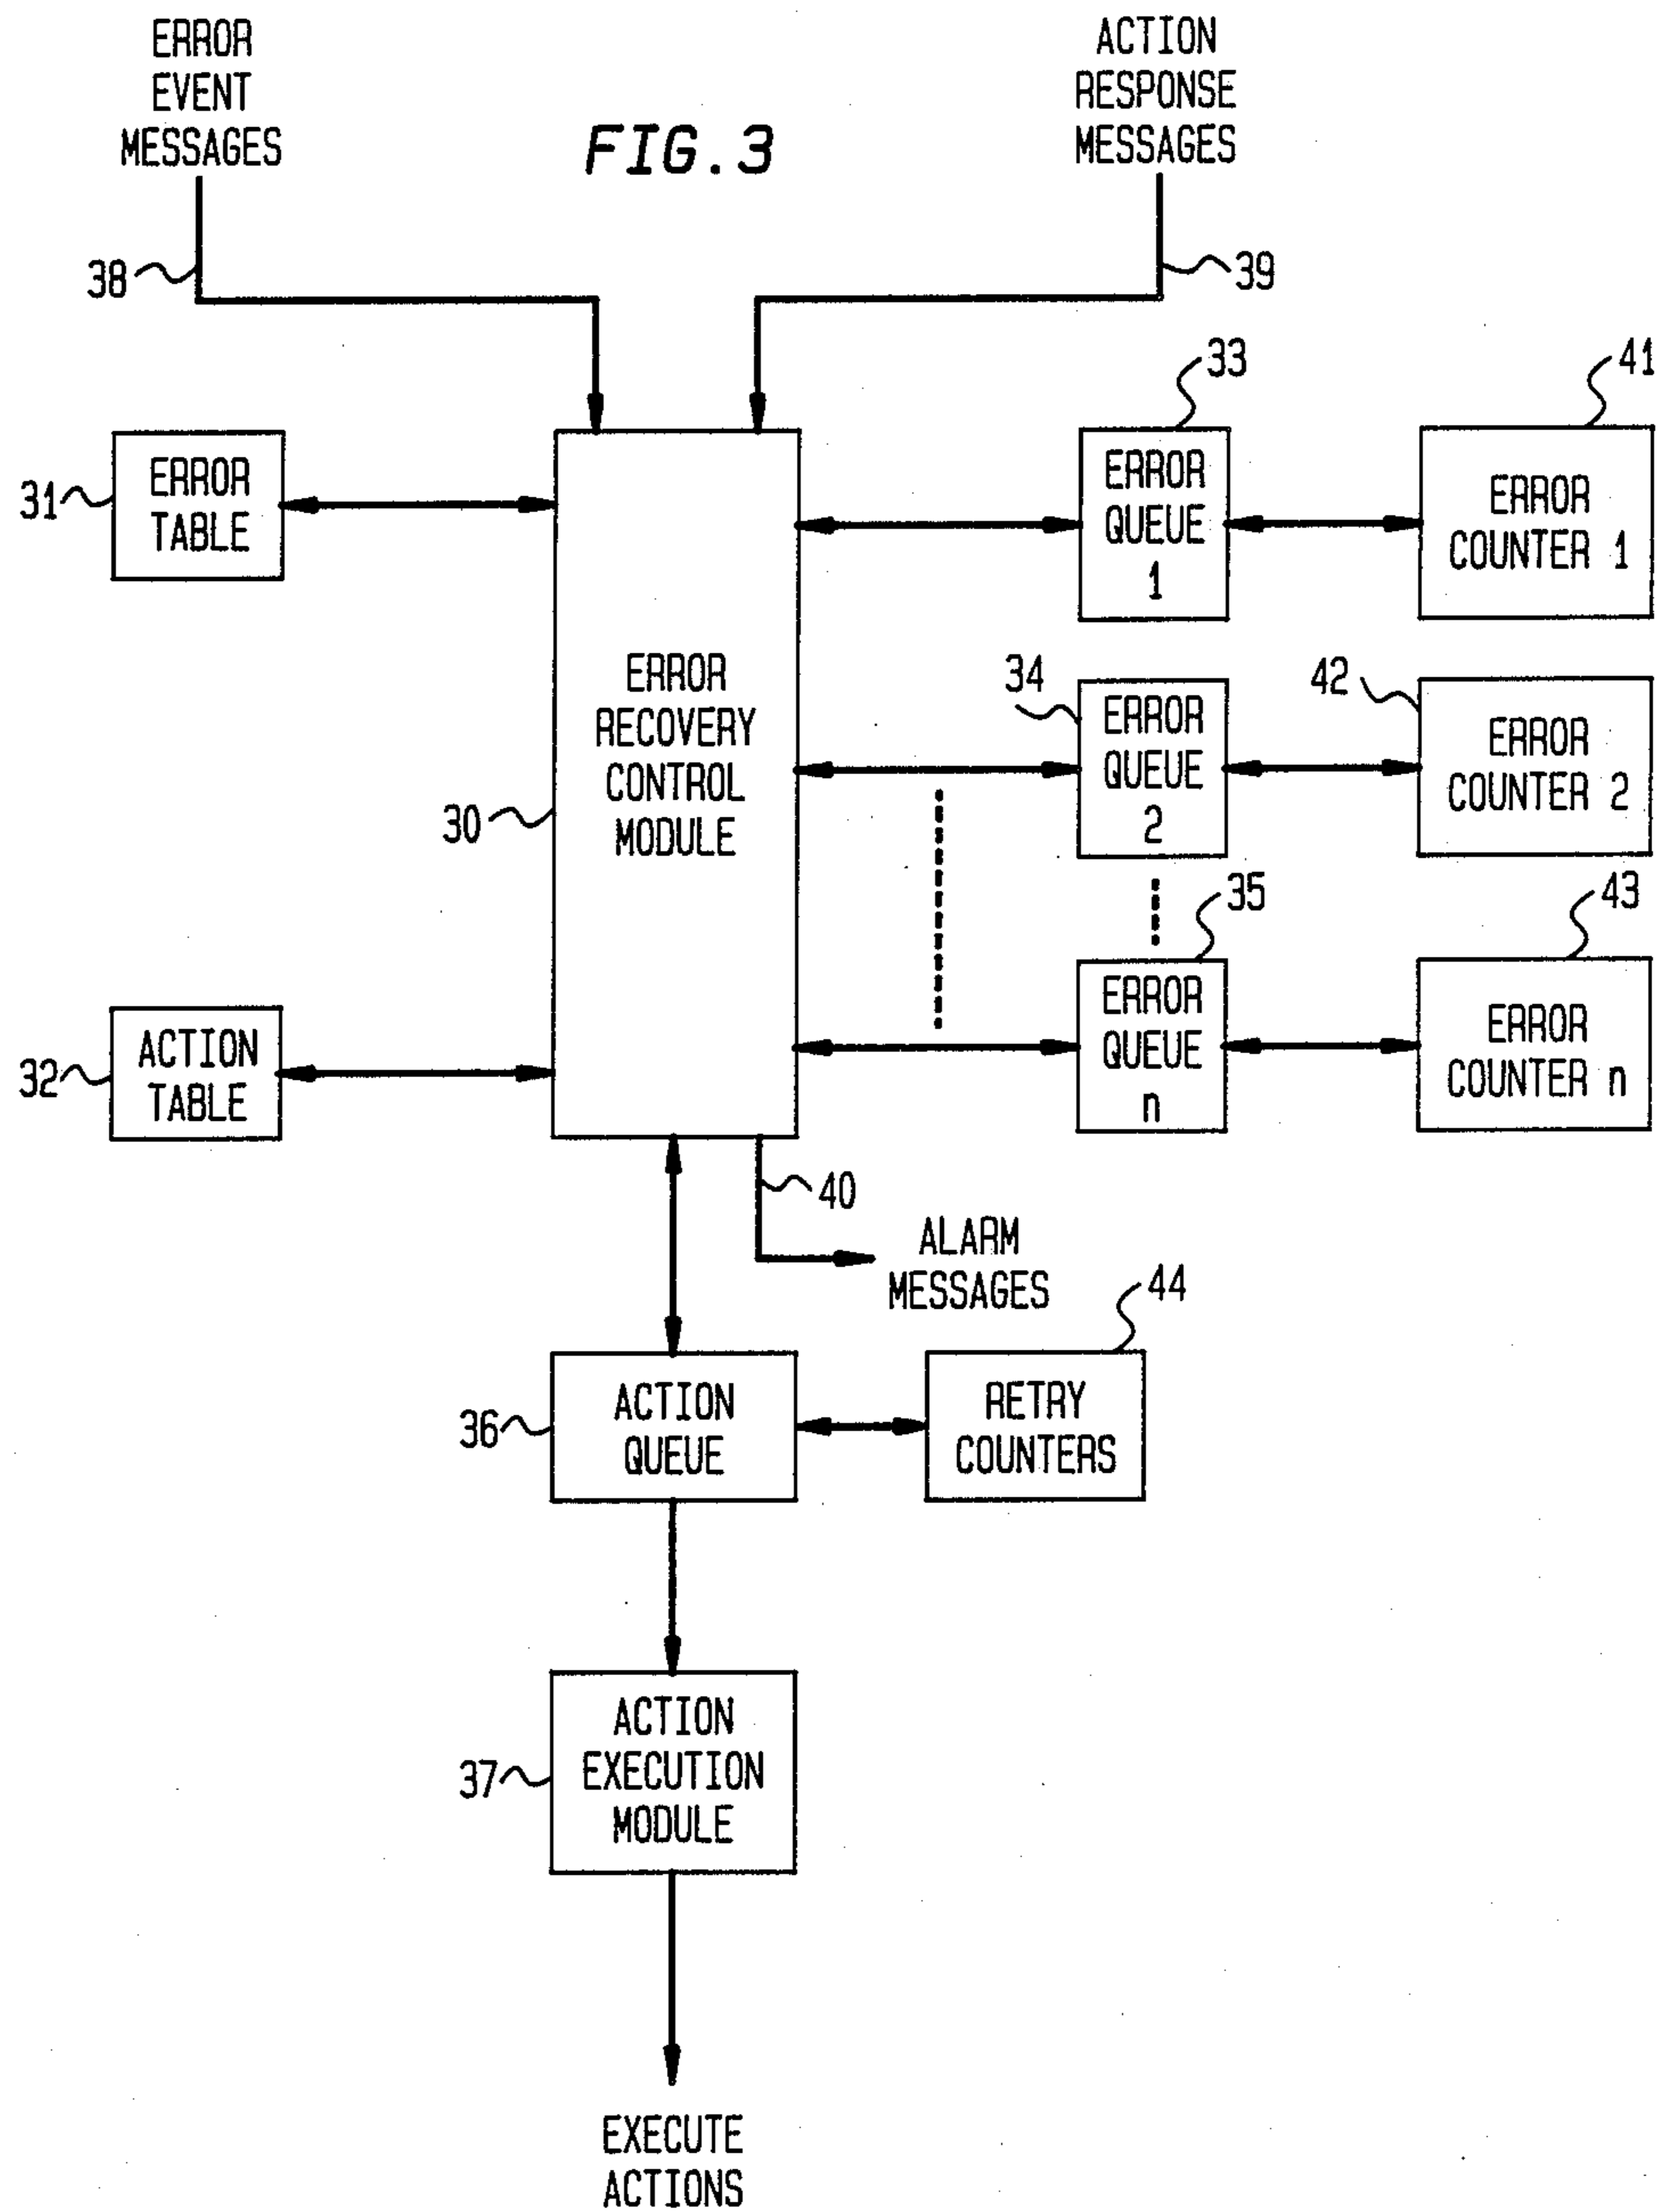 ERROR
EVENT
MESSAGES
FIG.3
ACTION
RESPONSE
MESSAGES
38
39
31
ERROR
TABLE
33
ERROR
QUEUE
1
41
ERROR
COUNTER 1
30
ERROR
RECOVERY
CONTROL
MODULE
34
ERROR
QUEUE
2
42
ERROR
COUNTER 2
35
ERROR
QUEUE
n
43
ERROR
COUNTER n
32
ACTION
TABLE
40
ALARM
MESSAGES
36
ACTION
QUEUE
44
RETRY
COUNTERS
37
ACTION
EXECUTION
MODULE
EXECUTE
ACTIONS